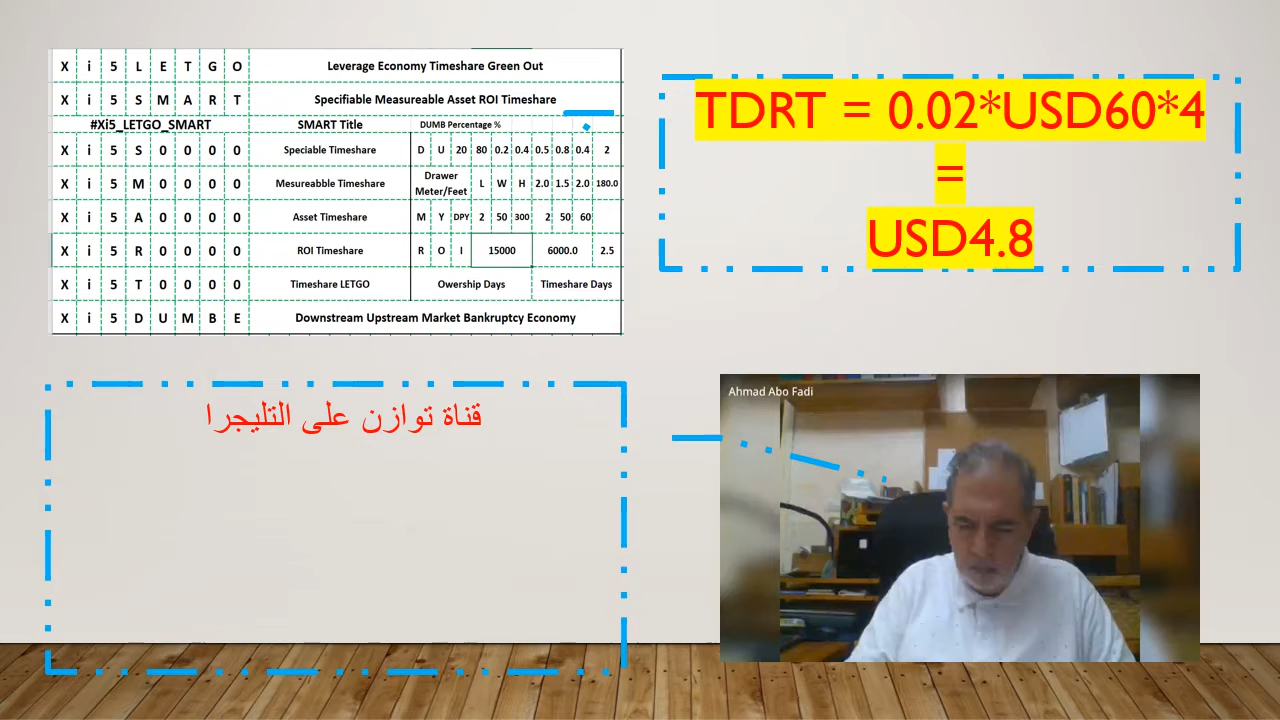 X i 5 L E T G O Leverage Economy Timeshare Green Out
X i 5 S M A R T Specifiable Measureable Asset ROI Timeshare
#Xi5_LETGO_SMART SMART Title DUMB Percentage %
X i 5 S 0 0 0 0 Speciable Timeshare D U 20 80 0.2 0.4 0.5 0.8 0.4 2
X i 5 M 0 0 0 0 Mesureabble Timeshare Drawer Meter/Feet L W H 2.0 1.5 2.0 180.0
X i 5 A 0 0 0 0 Asset Timeshare M Y DPY 2 50 300 2 50 60
X i 5 R 0 0 0 0 ROI Timeshare R O I 15000 6000.0 2.5
X i 5 T 0 0 0 0 Timeshare LETGO Owership Days Timeshare Days
X i 5 D U M B E Downstream Upstream Market Bankruptcy Economy
TDRT = 0.02*USD60*4
=
USD4.8
قناة توازن على التليجرا
Ahmad Abo Fadi